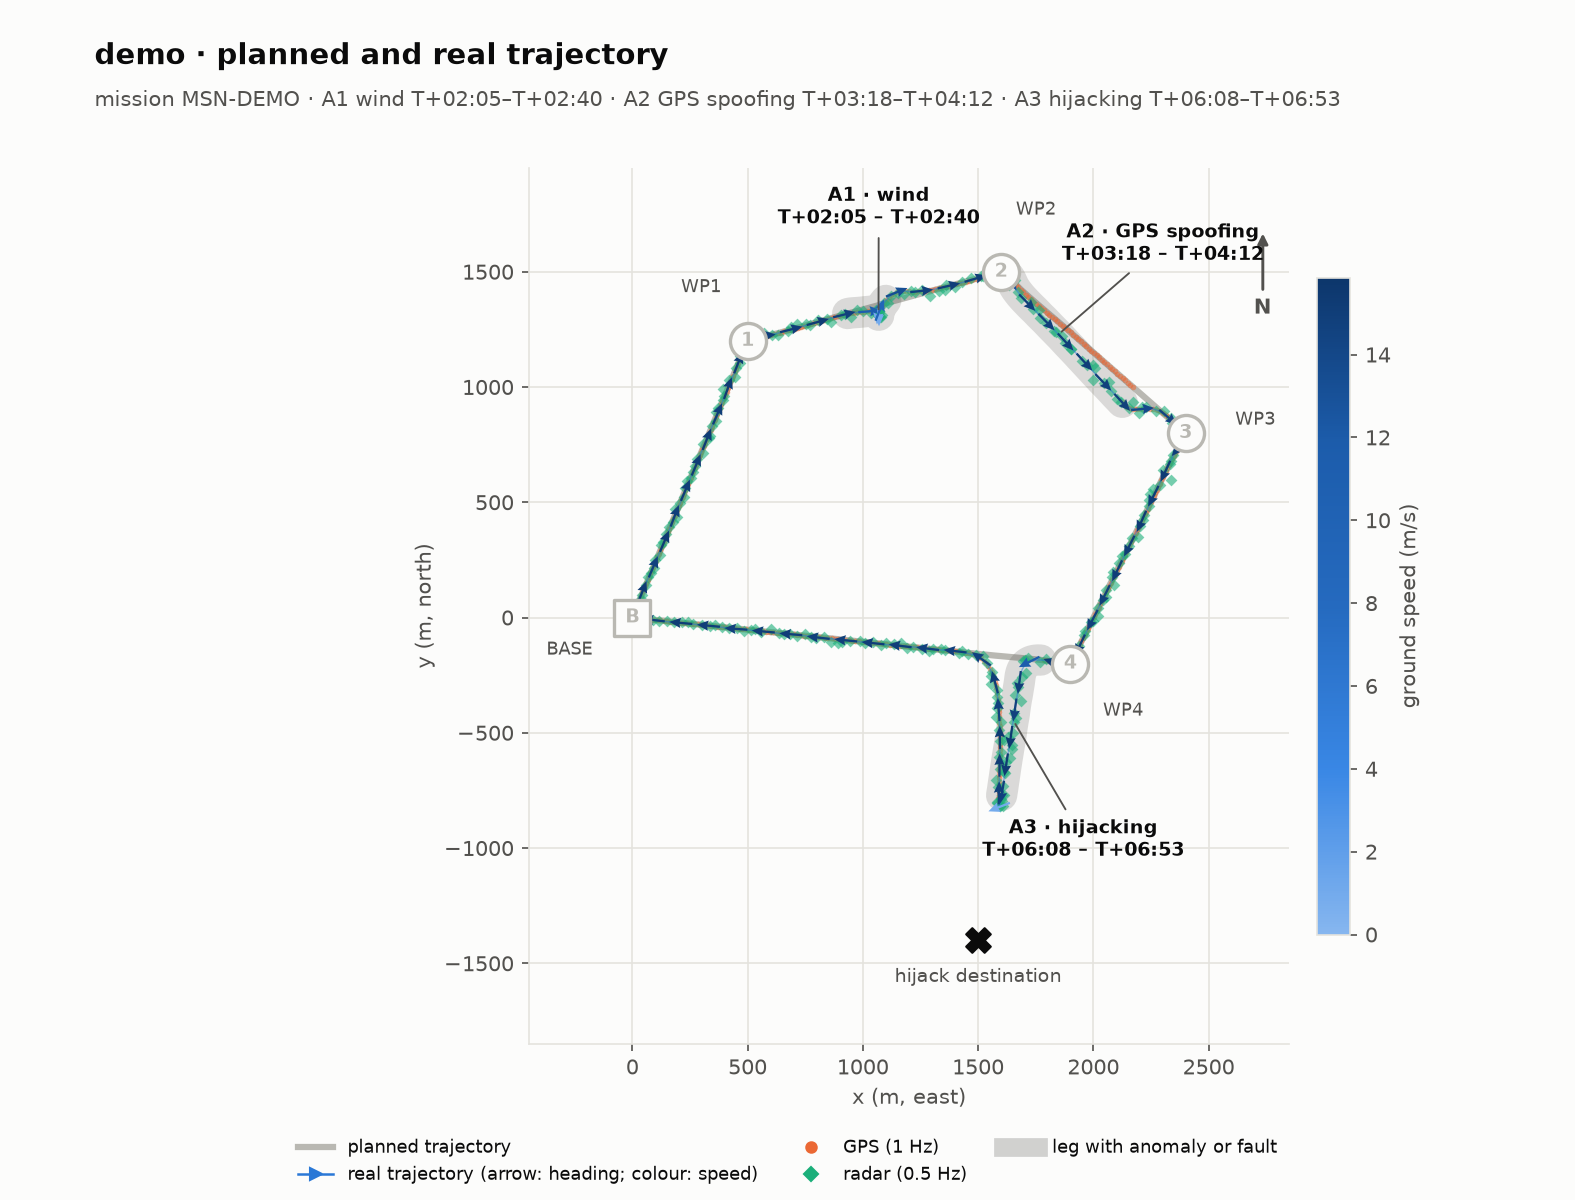 demo · planned and real trajectory
mission MSN-DEMO · A1 wind T+02:05–T+02:40 · A2 GPS spoofing T+03:18–T+04:12 · A3 hijacking T+06:08–T+06:53
A1 · wind
T+02:05 – T+02:40
WP2
A2 · GPS spoofing
T+03:18 – T+04:12
N
WP1
1
2
WP3
3
B
BASE
4
WP4
A3 · hijacking
T+06:08 – T+06:53
hijack destination
1500
1000
500
0
−500
−1000
−1500
y (m, north)
0
500
1000
1500
2000
2500
x (m, east)
14
12
10
8
6
4
2
0
ground speed (m/s)
planned trajectory
real trajectory (arrow: heading; colour: speed)
GPS (1 Hz)
radar (0.5 Hz)
leg with anomaly or fault